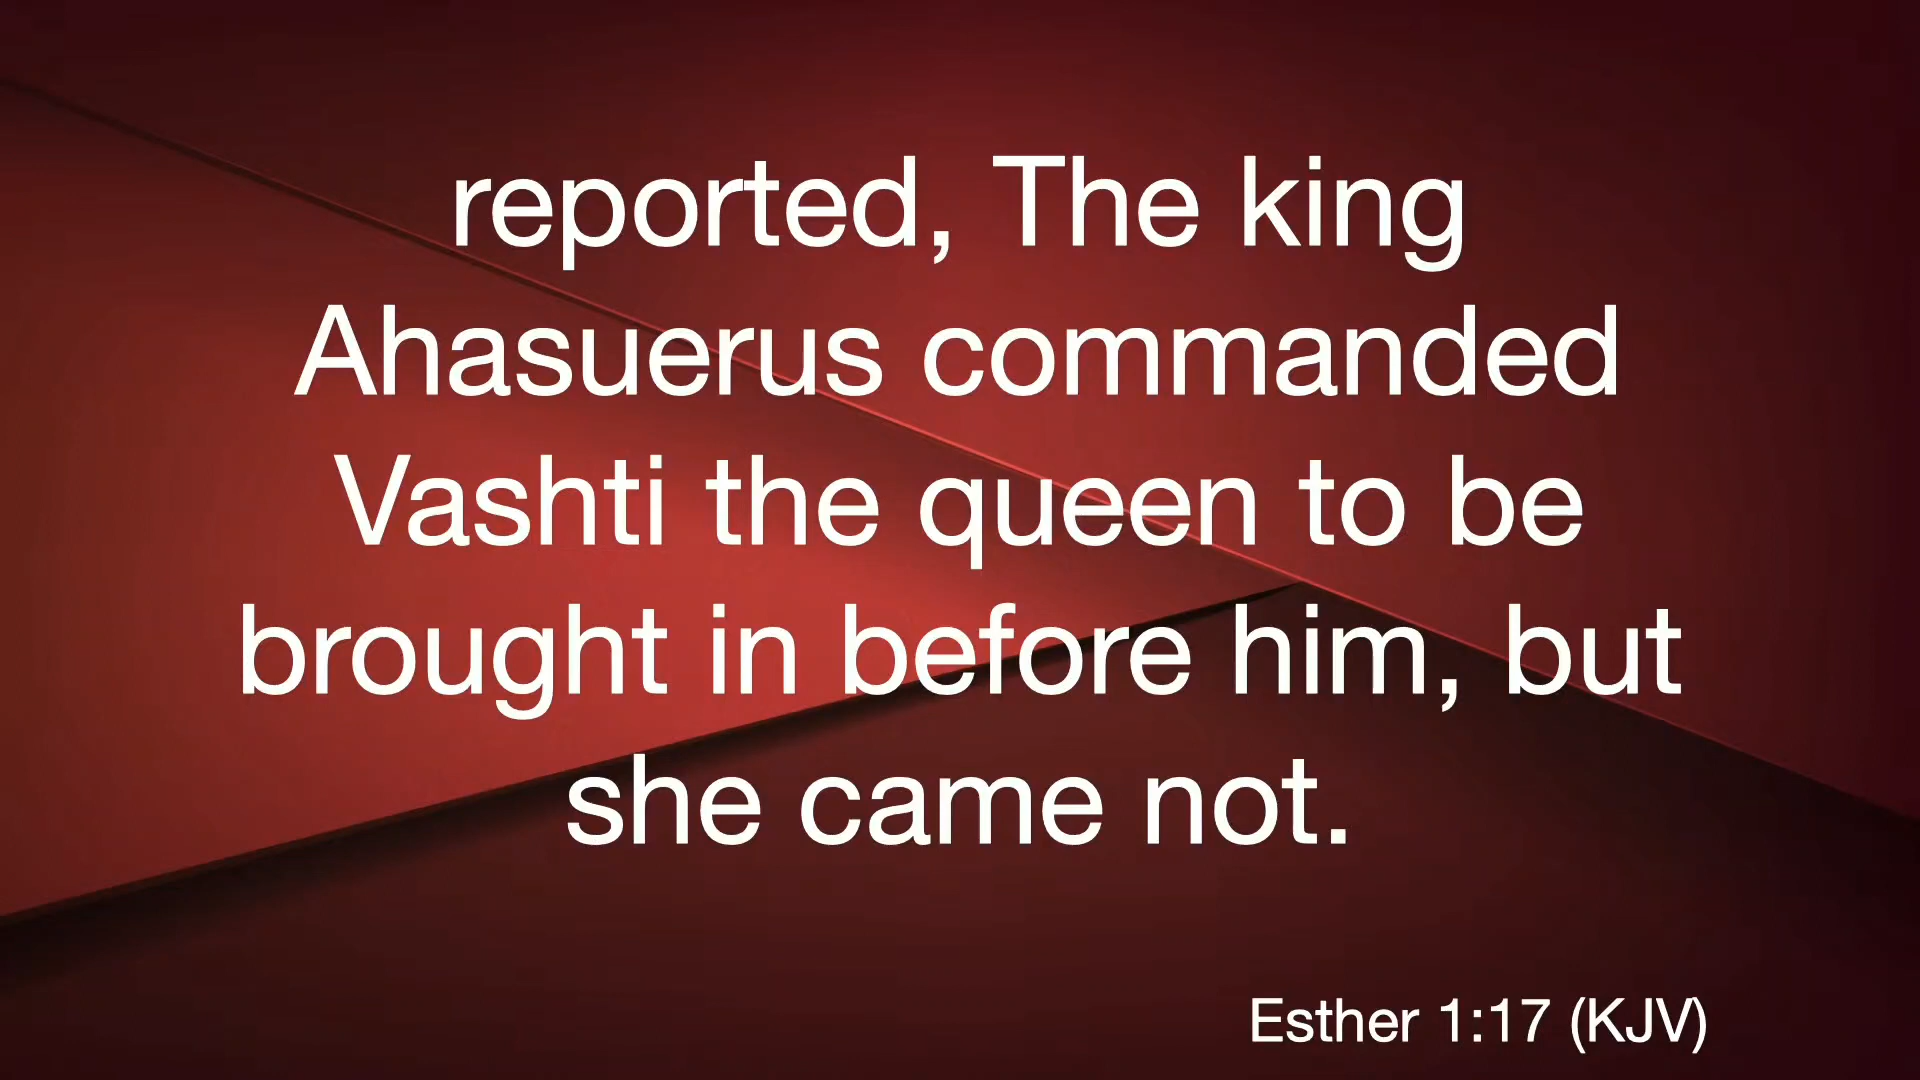 reported, The king
Ahasuerus commanded
Vashti the queen to be
brought in before him, but
she came not.
Esther 1:17 (KJV)